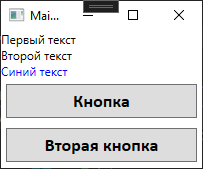 Mai...
Первый текст
Второй текст
Синий текст
Кнопка
Вторая кнопка